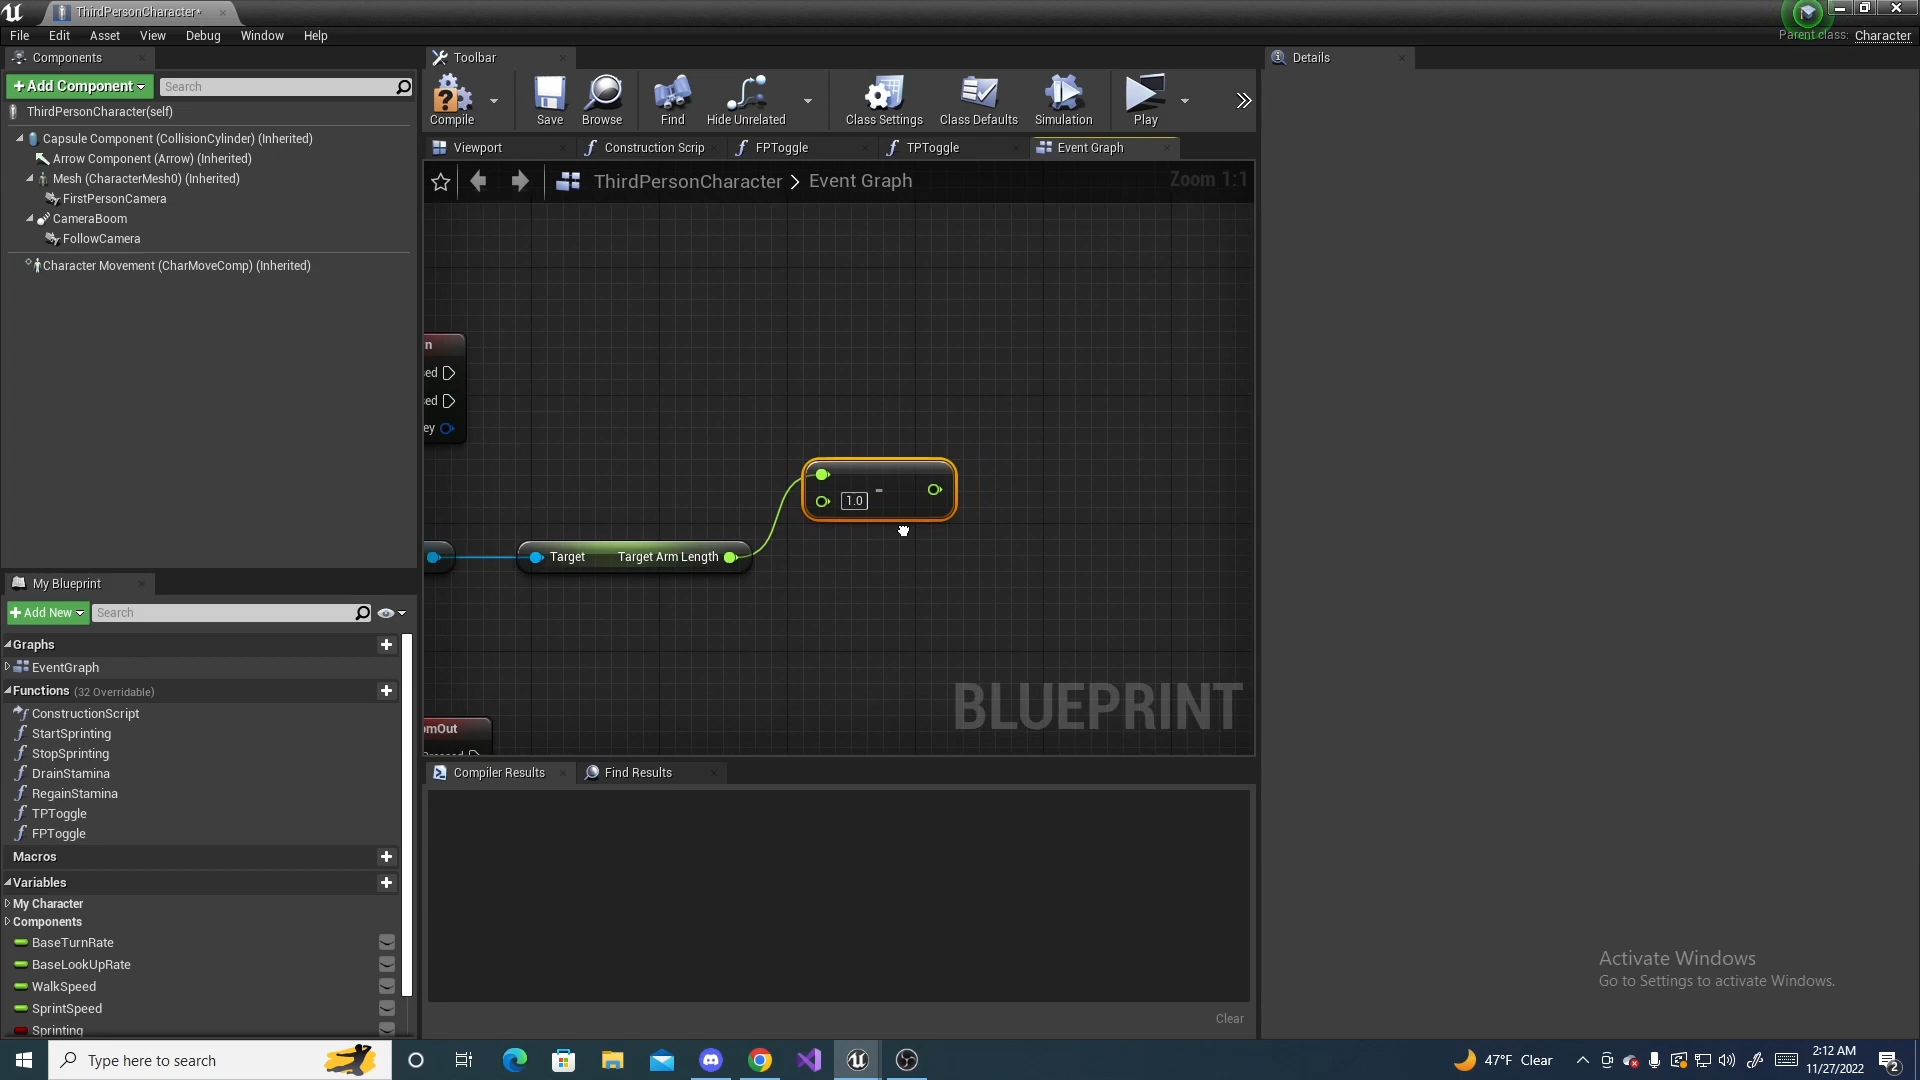 ThirdPersonCharacter*
File Edit Asset View Debug Window Help
Parent class: Character
Components
Toolbar
Details
+Add Component
Search
ThirdPersonCharacter(self)
Compile Save Browse Find Hide Unrelated Class Settings Class Defaults Simulation Play
Capsule Component (CollisionCylinder) (Inherited)
Arrow Component (Arrow) (Inherited)
Mesh (CharacterMesh0) (Inherited)
FirstPersonCamera
CameraBoom
FollowCamera
Character Movement (CharMoveComp) (Inherited)
Viewport Construction Scrip FPToggle TPToggle Event Graph
ThirdPersonCharacter > Event Graph
Zoom 1:1
n
sed
sed
ey
1.0
-
Target Target Arm Length
omOut
Pressed
BLUEPRINT
My Blueprint
+Add New
Search
Graphs
EventGraph
Functions (32 Overridable)
ConstructionScript
StartSprinting
StopSprinting
DrainStamina
RegainStamina
TPToggle
FPToggle
Macros
Variables
My Character
Components
BaseTurnRate
BaseLookUpRate
WalkSpeed
SprintSpeed
Sprinting
Compiler Results Find Results
Clear
Activate Windows
Go to Settings to activate Windows.
Type here to search
47°F Clear
2:12 AM
11/27/2022
2